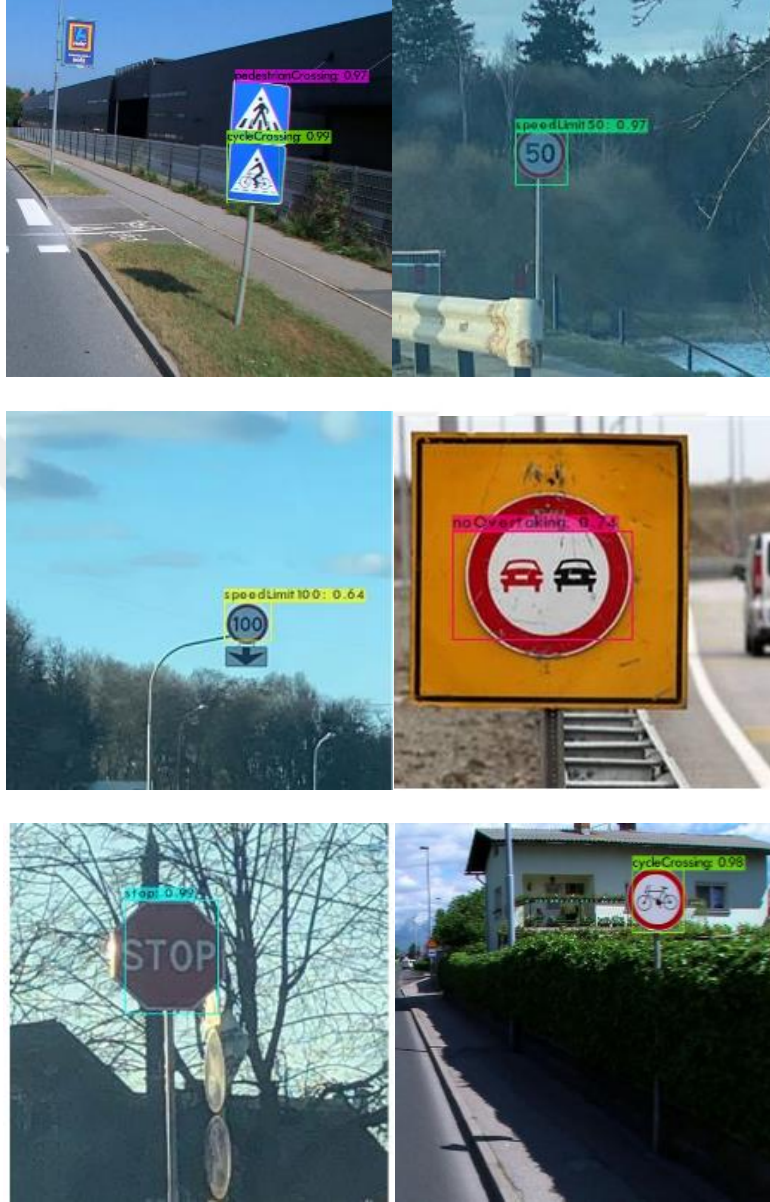 pedestrianCrossing: 0.97
cycleCrossing: 0.99
speedLimit50: 0.97
50
speedLimit100: 0.64
100
noOvertaking: 0.74
stop: 0.99
STOP
cycleCrossing: 0.98